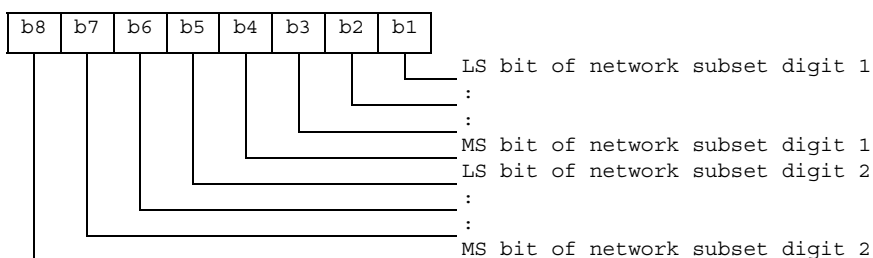 b8 b7 b6 b5 b4 b3 b2 b1
LS bit of network subset digit 1
:
:
MS bit of network subset digit 1
LS bit of network subset digit 2
:
:
MS bit of network subset digit 2